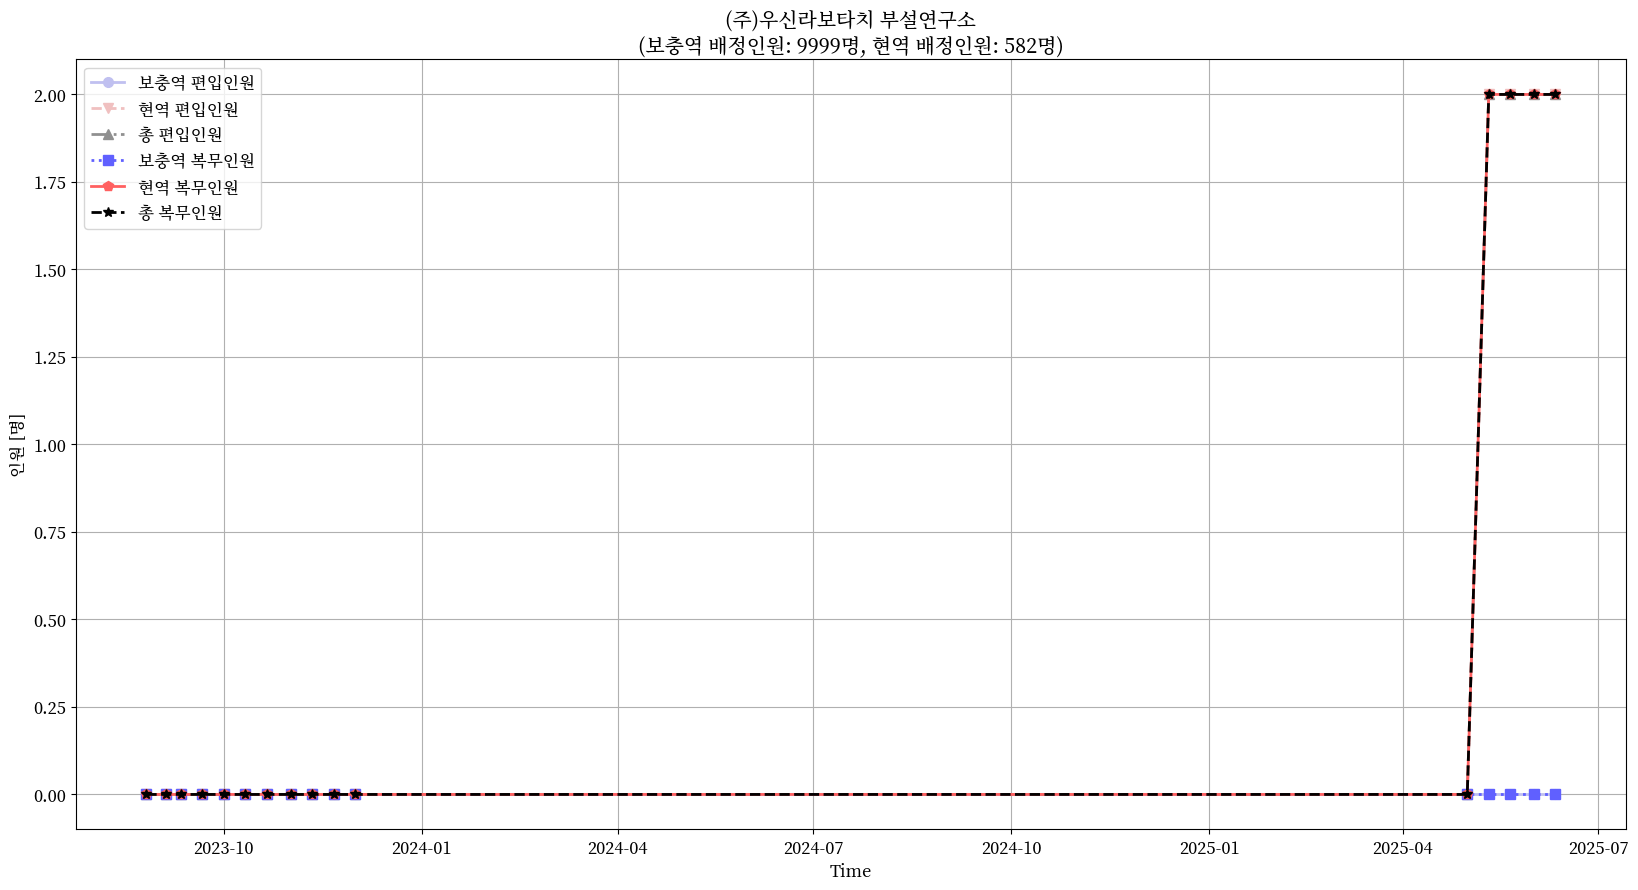 (주)우신라보타치 부설연구소
(보충역 배정인원: 9999명, 현역 배정인원: 582명)
보충역 편입인원
현역 편입인원
총 편입인원
보충역 복무인원
현역 복무인원
총 복무인원
2.00
1.75
1.50
1.25
1.00
0.75
0.50
0.25
0.00
인원 [명]
2023-10
2024-01
2024-04
2024-07
2024-10
2025-01
2025-04
2025-07
Time